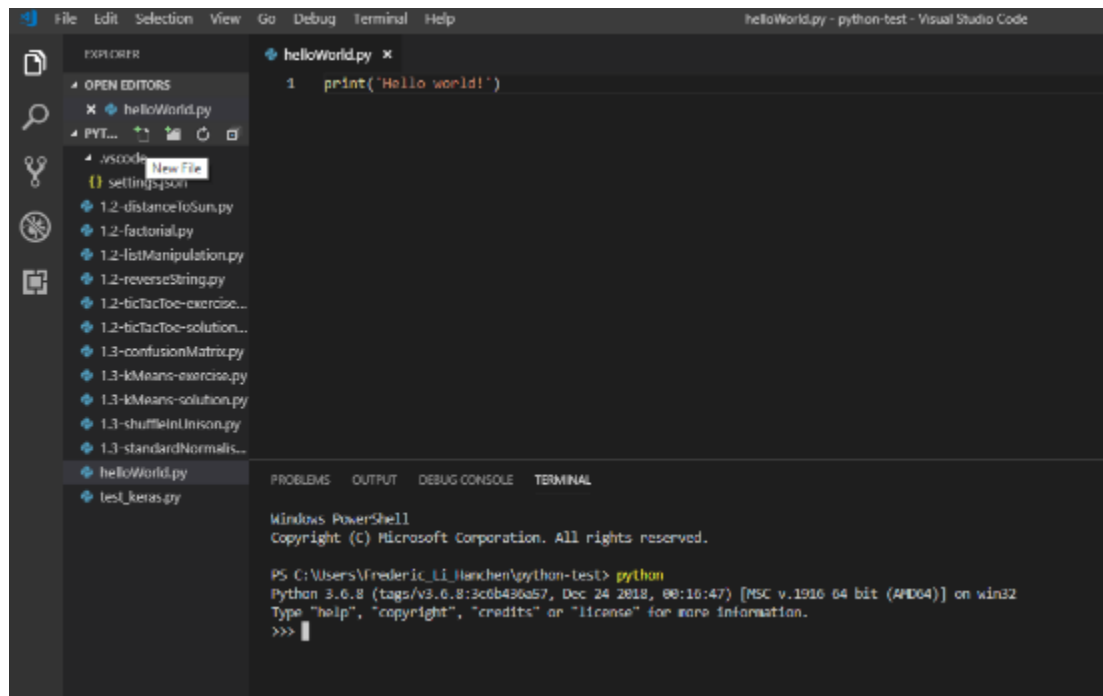 File Edit Selection View Go Debug Terminal Help helloWorld.py - python-test - Visual Studio Code
EXPLORER
OPEN EDITORS
helloWorld.py
PYT...
New File
.vscode
{} settings.json
1.2-distanceToSun.py
1.2-factorial.py
1.2-listManipulation.py
1.2-reverseString.py
1.2-ticTacToe-exercise...
1.2-ticTacToe-solution...
1.3-confusionMatrix.py
1.3-kMeans-exercise.py
1.3-kMeans-solution.py
1.3-shuffleInUnison.py
1.3-standardNormalis...
helloWorld.py
test_keras.py
helloWorld.py ×
1 print('Hello world!')
PROBLEMS OUTPUT DEBUG CONSOLE TERMINAL
Windows PowerShell
Copyright (C) Microsoft Corporation. All rights reserved.
PS C:\Users\Frederic_Li_Hanchen\python-test> python
Python 3.6.8 (tags/v3.6.8:3c6b436a57, Dec 24 2018, 00:16:47) [MSC v.1916 64 bit (AMD64)] on win32
Type "help", "copyright", "credits" or "license" for more information.
>>>